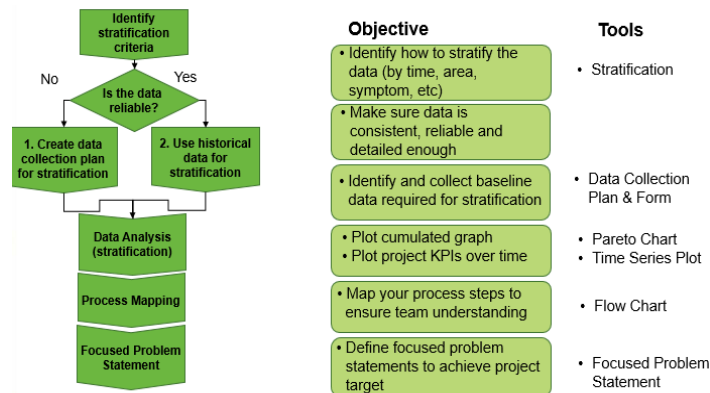 Identify
stratification
criteria
No
Yes
Is the data
reliable?
1. Create data
collection plan
for stratification
2. Use historical
data for
stratification
Data Analysis
(stratification)
Process Mapping
Focused Problem
Statement
Objective
• Identify how to stratify the
data (by time, area,
symptom, etc)
• Make sure data is
consistent, reliable and
detailed enough
• Identify and collect baseline
data required for stratification
• Plot cumulated graph
• Plot project KPIs over time
• Map your process steps to
ensure team understanding
• Define focused problem
statements to achieve project
target
Tools
• Stratification
• Data Collection
Plan & Form
• Pareto Chart
• Time Series Plot
• Flow Chart
• Focused Problem
Statement